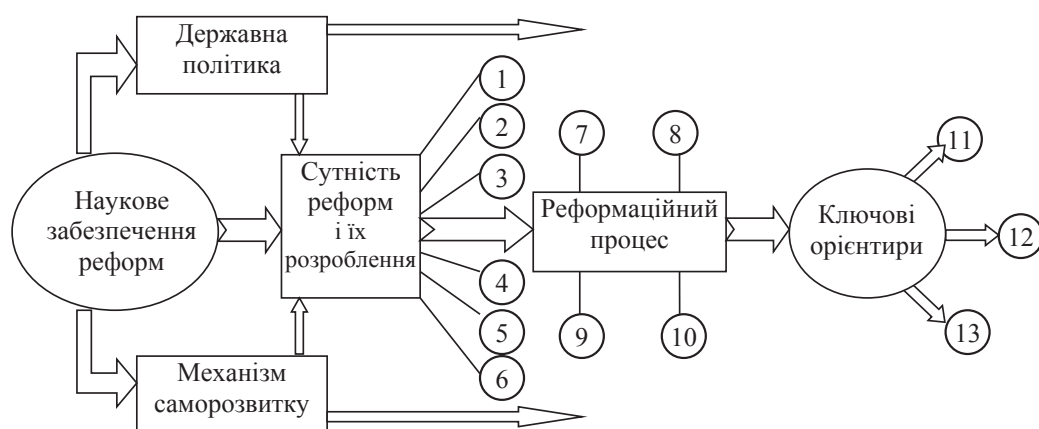 Державна
політика
1
2
3
Наукове
забезпечення
реформ
Сутність
реформ
і їх
розроблення
4
5
6
7
8
Реформаційний
процес
9
10
Ключові
орієнтири
11
12
13
Механізм
саморозвитку